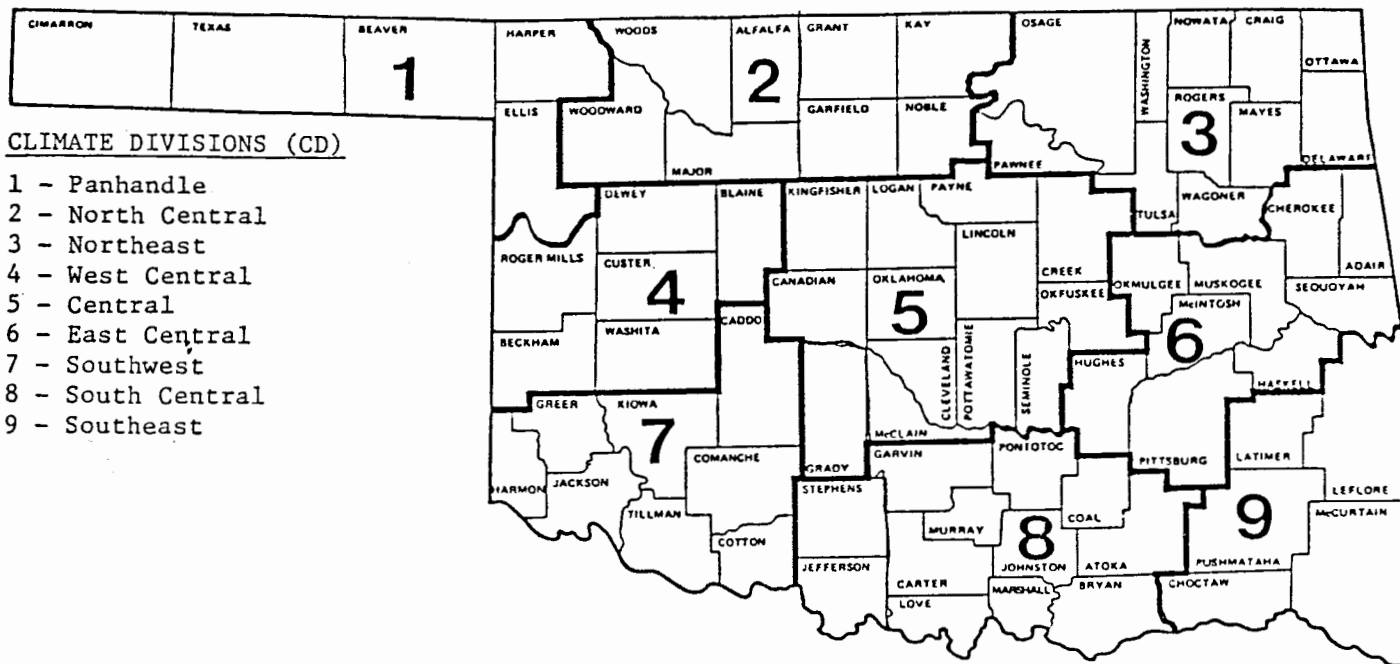 CIMARRON
TEXAS
BEAVER
HARPER
WOODS
ALFALFA
GRANT
KAY
OSAGE
WASHINGTON
NOWATA
CRAIG
OTTAWA
1
2
3
ELLIS
WOODWARD
MAJOR
GARFIELD
NOBLE
PAWNEE
ROGERS
MAYES
DELAWARE
CLIMATE DIVISIONS (CD)
1 - Panhandle
2 - North Central
3 - Northeast
4 - West Central
5 - Central
6 - East Central
7 - Southwest
8 - South Central
9 - Southeast
DEWEY
BLAINE
KINGFISHER
LOGAN
PAYNE
TULSA
WAGONER
CHEROKEE
LINCOLN
ROGER MILLS
CUSTER
4
CANADIAN
OKLAHOMA
5
CREEK
OKFUSKEE
OKMULGEE
MUSKOGEE
ADAIR
SEQUOYAH
McINTOSH
6
BECKHAM
WASHITA
CADDO
CLEVELAND
POTTAWATOMIE
SEMINOLE
HUGHES
HASKELL
GREER
KIOWA
7
McCLAIN
GARVIN
PONTOTOC
PITTSBURG
LATIMER
LEFLORE
HARMON
JACKSON
COMANCHE
GRADY
STEPHENS
TILLMAN
COTTON
MURRAY
8
COAL
9
McCURTAIN
JEFFERSON
CARTER
JOHNSTON
ATOKA
PUSHMATAHA
LOVE
MARSHALL
BRYAN
CHOCTAW